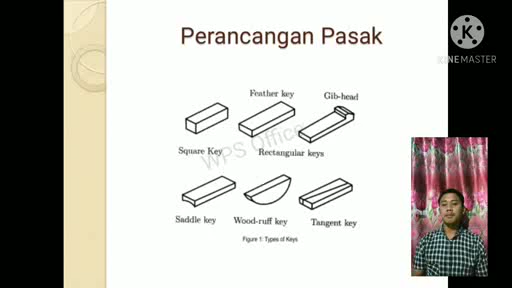 Perancangan Pasak
K
KINEMASTER
Feather key
Gib-head
Square Key
Rectangular keys
WPS Office
Saddle key
Wood-ruff key
Tangent key
Figure 1: Types of Keys